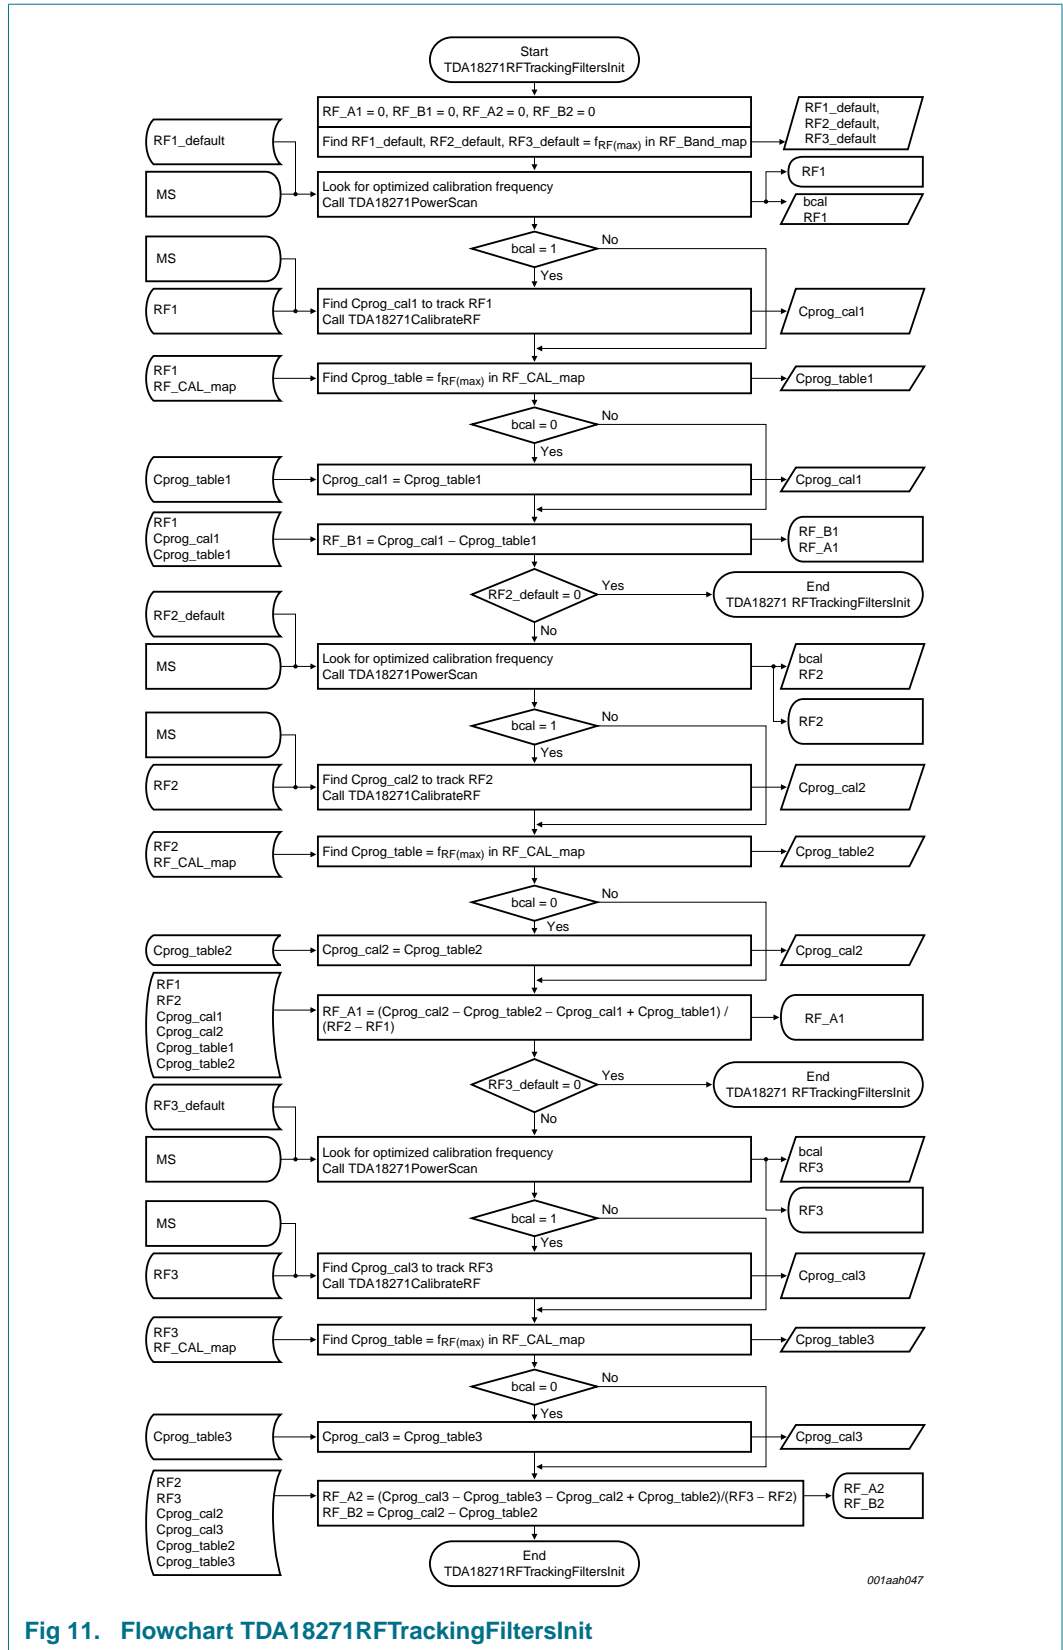 Start
TDA18271RFTrackingFiltersInit
RF_A1 = 0, RF_B1 = 0, RF_A2 = 0, RF_B2 = 0
RF1_default,
RF2_default,
RF3_default
RF1_default
Find RF1_default, RF2_default, RF3_default = fRF(max) in RF_Band_map
RF1
MS
Look for optimized calibration frequency
Call TDA18271PowerScan
bcal
RF1
bcal = 1
No
Yes
MS
RF1
Find Cprog_cal1 to track RF1
Call TDA18271CalibrateRF
Cprog_cal1
RF1
RF_CAL_map
Find Cprog_table = fRF(max) in RF_CAL_map
Cprog_table1
bcal = 0
No
Yes
Cprog_table1
Cprog_cal1 = Cprog_table1
Cprog_cal1
RF1
Cprog_cal1
Cprog_table1
RF_B1 = Cprog_cal1 – Cprog_table1
RF_B1
RF_A1
RF2_default = 0
Yes
No
End
TDA18271 RFTrackingFiltersInit
RF2_default
MS
Look for optimized calibration frequency
Call TDA18271PowerScan
bcal
RF2
RF2
bcal = 1
No
Yes
MS
RF2
Find Cprog_cal2 to track RF2
Call TDA18271CalibrateRF
Cprog_cal2
RF2
RF_CAL_map
Find Cprog_table = fRF(max) in RF_CAL_map
Cprog_table2
bcal = 0
No
Yes
Cprog_table2
Cprog_cal2 = Cprog_table2
Cprog_cal2
RF1
RF2
Cprog_cal1
Cprog_cal2
Cprog_table1
Cprog_table2
RF_A1 = (Cprog_cal2 – Cprog_table2 – Cprog_cal1 + Cprog_table1) /
(RF2 – RF1)
RF_A1
RF3_default = 0
Yes
No
End
TDA18271 RFTrackingFiltersInit
RF3_default
MS
Look for optimized calibration frequency
Call TDA18271PowerScan
bcal
RF3
RF3
bcal = 1
No
Yes
MS
RF3
Find Cprog_cal3 to track RF3
Call TDA18271CalibrateRF
Cprog_cal3
RF3
RF_CAL_map
Find Cprog_table = fRF(max) in RF_CAL_map
Cprog_table3
bcal = 0
No
Yes
Cprog_table3
Cprog_cal3 = Cprog_table3
Cprog_cal3
RF2
RF3
Cprog_cal2
Cprog_cal3
Cprog_table2
Cprog_table3
RF_A2 = (Cprog_cal3 – Cprog_table3 – Cprog_cal2 + Cprog_table2)/(RF3 – RF2)
RF_B2 = Cprog_cal2 – Cprog_table2
RF_A2
RF_B2
End
TDA18271RFTrackingFiltersInit
001aah047
Fig 11. Flowchart TDA18271RFTrackingFiltersInit